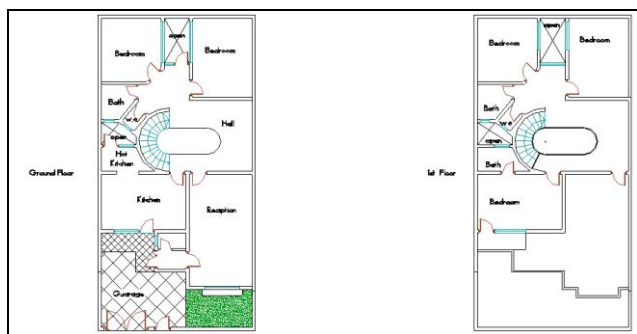 open
Bedroom
Bedroom
Bath
w.c
Hall
open
Hot
Kitchen
Ground Floor
Kitchen
Reception
Guarage
open
Bedroom
Bedroom
Bath
w.c
open
Bath
1st Floor
Bedroom